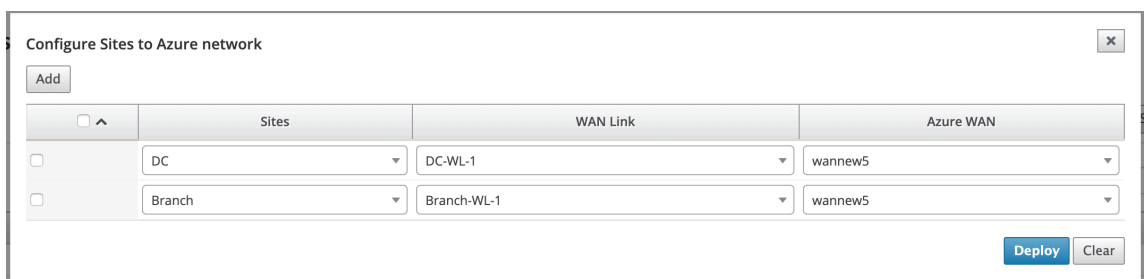 Configure Sites to Azure network
Add
Sites WAN Link Azure WAN
DC DC-WL-1 wannew5
Branch Branch-WL-1 wannew5
Deploy Clear